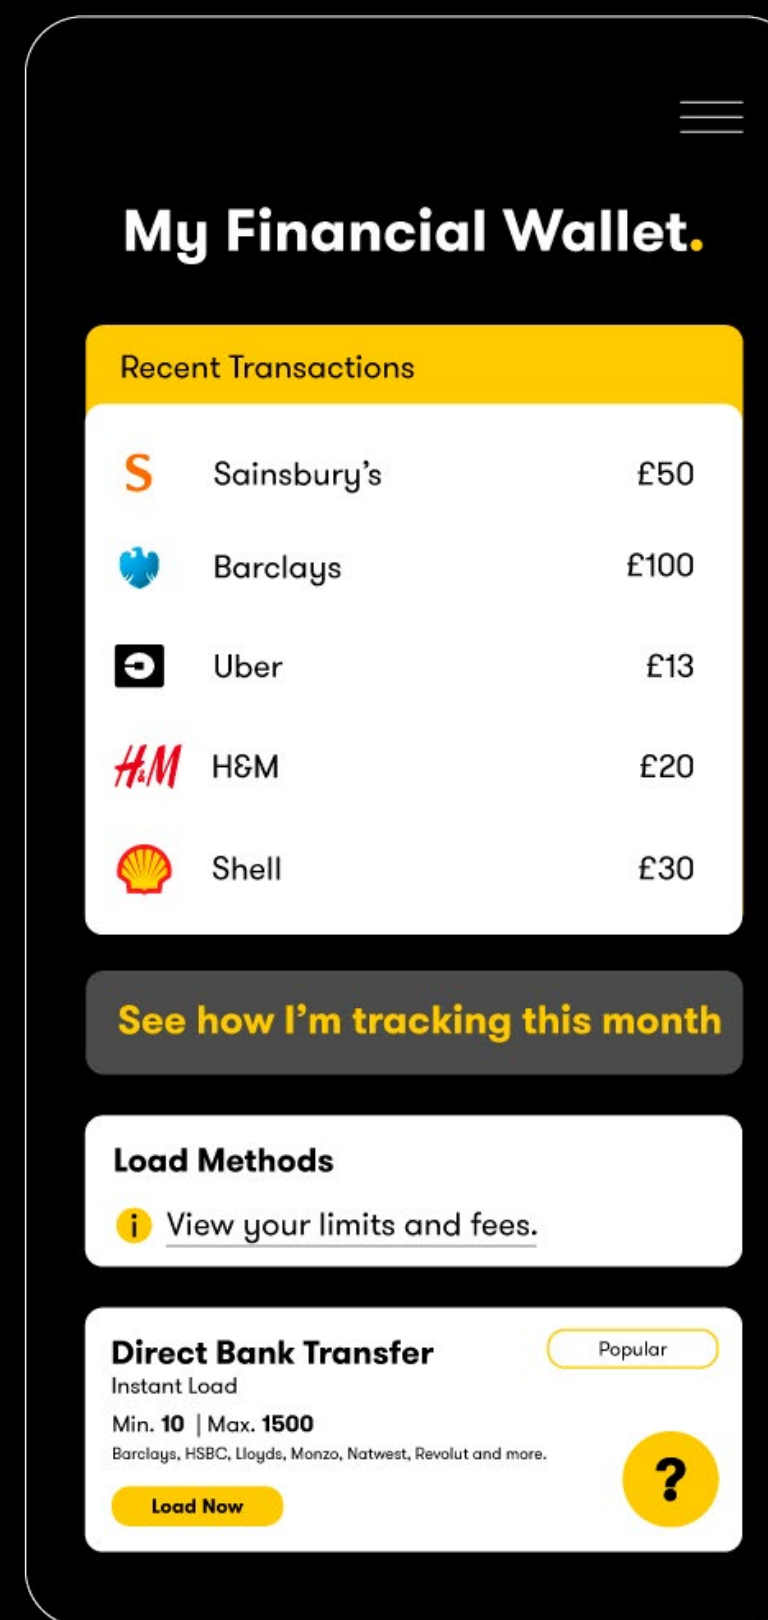 My Financial Wallet.
Recent Transactions
S Sainsbury's £50
Barclays £100
Uber £13
H&M H&M £20
Shell £30
See how I'm tracking this month
Load Methods
i View your limits and fees.
Direct Bank Transfer Popular
Instant Load
Min. 10 | Max. 1500
Barclays, HSBC, Lloyds, Monzo, Natwest, Revolut and more.
?
Load Now